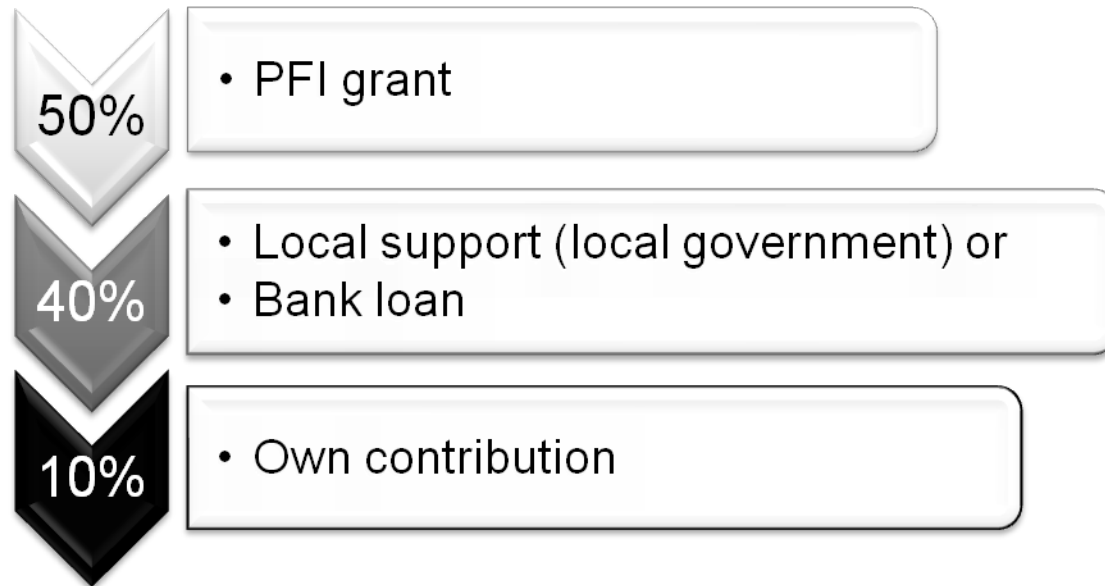 50%
• PFI grant
40%
• Local support (local government) or
• Bank loan
10%
• Own contribution